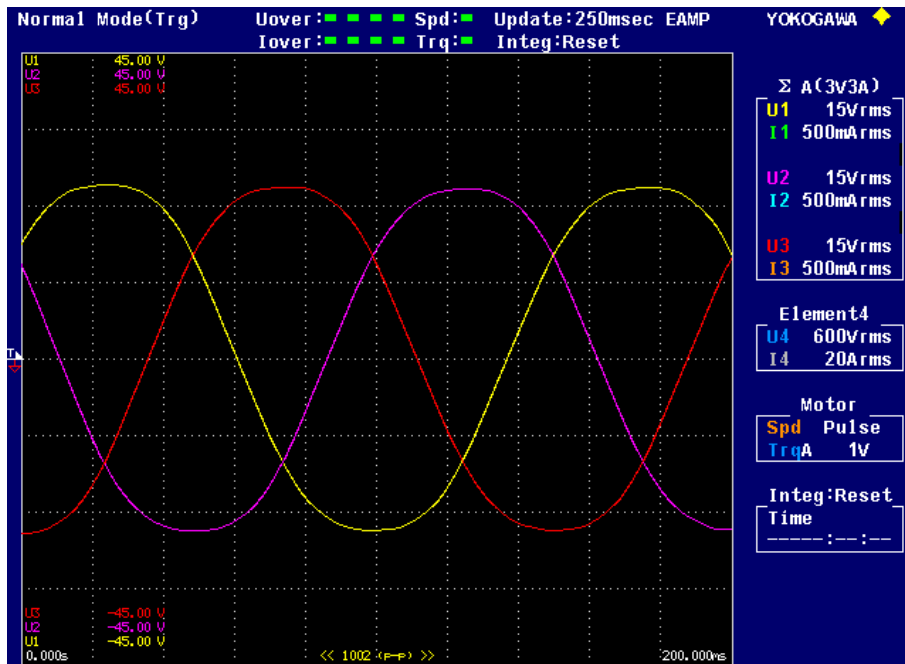 Normal Mode(Trg) Uover: Spd: Update:250msec EAMP YOKOGAWA
Iover: Trq: Integ:Reset
U1 45.00 V
U2 45.00 V
U3 45.00 V
Σ A(3V3A)
U1 15Vrms
I1 500mArms
U2 15Vrms
I2 500mArms
U3 15Vrms
I3 500mArms
Element4
U4 600Vrms
I4 20Arms
T
Motor
Spd Pulse
TrqA 1V
Integ:Reset
Time
-----:--:--
U3 -45.00 V
U2 -45.00 V
U1 -45.00 V
0.000s << 1002 (p-p) >> 200.000ms